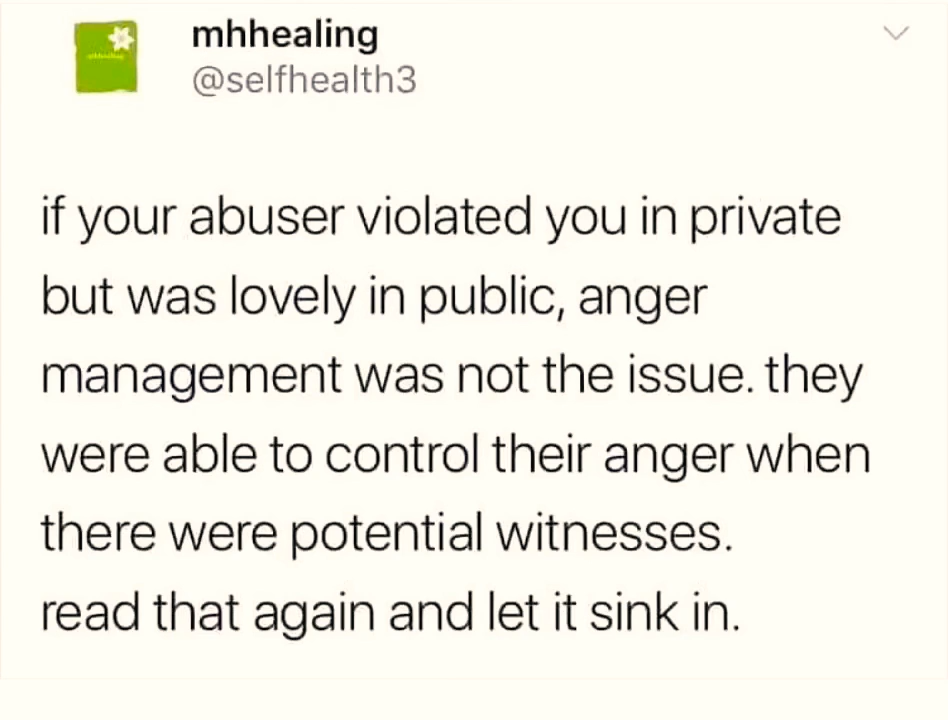 mhhealing
@selfhealth3
if your abuser violated you in private
but was lovely in public, anger
management was not the issue. they
were able to control their anger when
there were potential witnesses.
read that again and let it sink in.